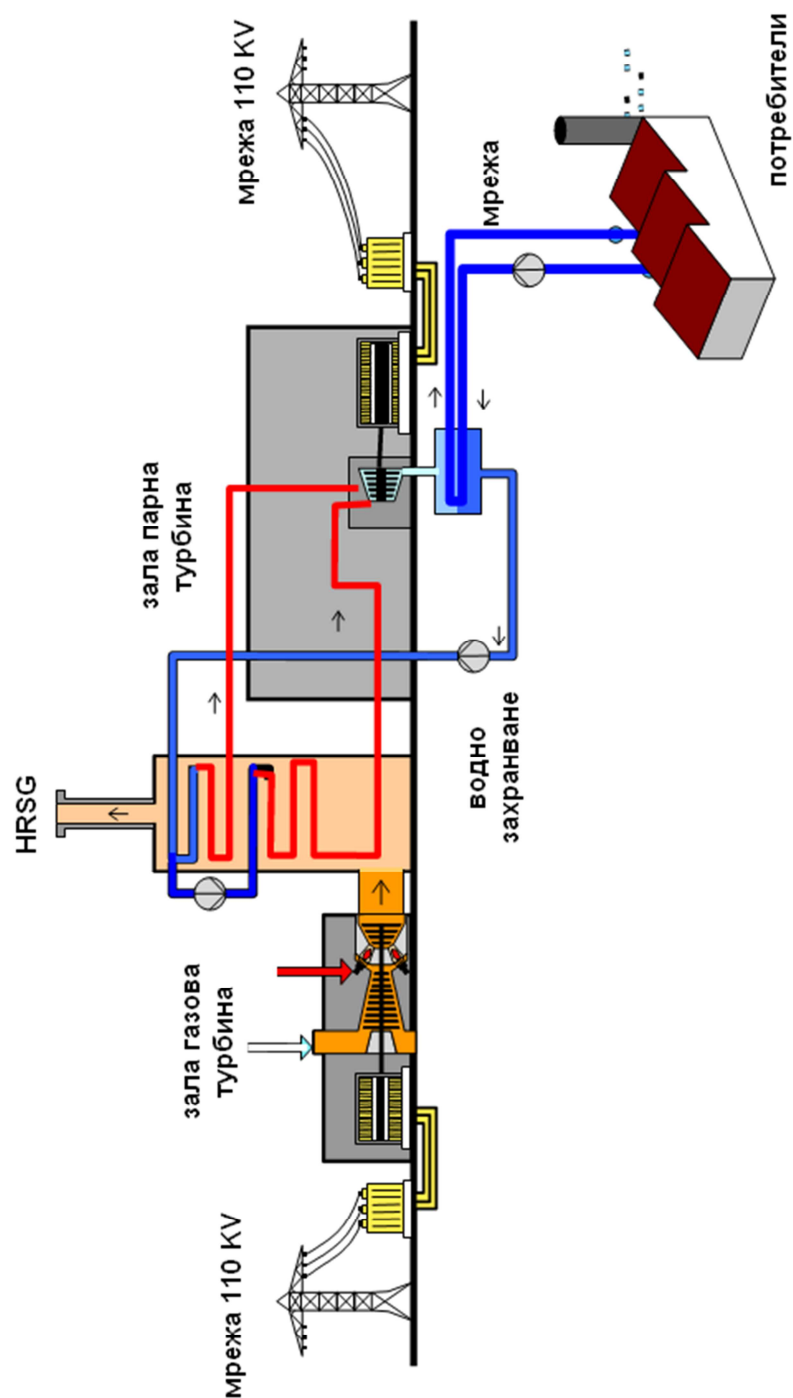 мрежа 110 KV
зала газова
турбина
HRSG
зала парна
турбина
мрежа 110 KV
водно
захранване
мрежа
потребители